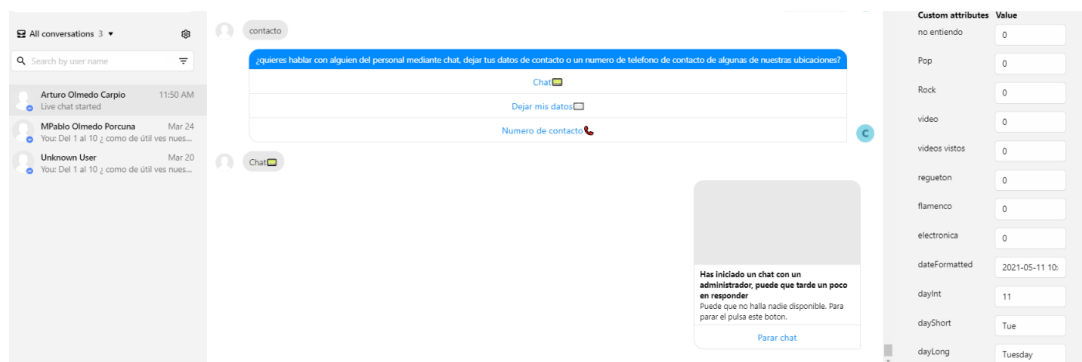 All conversations 3
Search by user name
Arturo Olmedo Carpio 11:50 AM
Live chat started
MPablo Olmedo Porcuna Mar 24
You: Del 1 al 10 ¿ como de útil ves nues...
Unknown User Mar 20
You: Del 1 al 10 ¿ como de útil ves nues...
contacto
¿quieres hablar con alguien del personal mediante chat, dejar tus datos de contacto o un numero de telefono de contacto de algunas de nuestras ubicaciones?
Chat
Dejar mis datos
Numero de contacto
C
Chat
Has iniciado un chat con un
administrador, puede que tarde un poco
en responder
Puede que no halla nadie disponible. Para
parar el pulsa este boton.
Parar chat
Custom attributes Value
no entiendo 0
Pop 0
Rock 0
video 0
videos vistos 0
regueton 0
flamenco 0
electronica 0
dateFormatted 2021-05-11 10:
dayInt 11
dayShort Tue
dayLong Tuesday